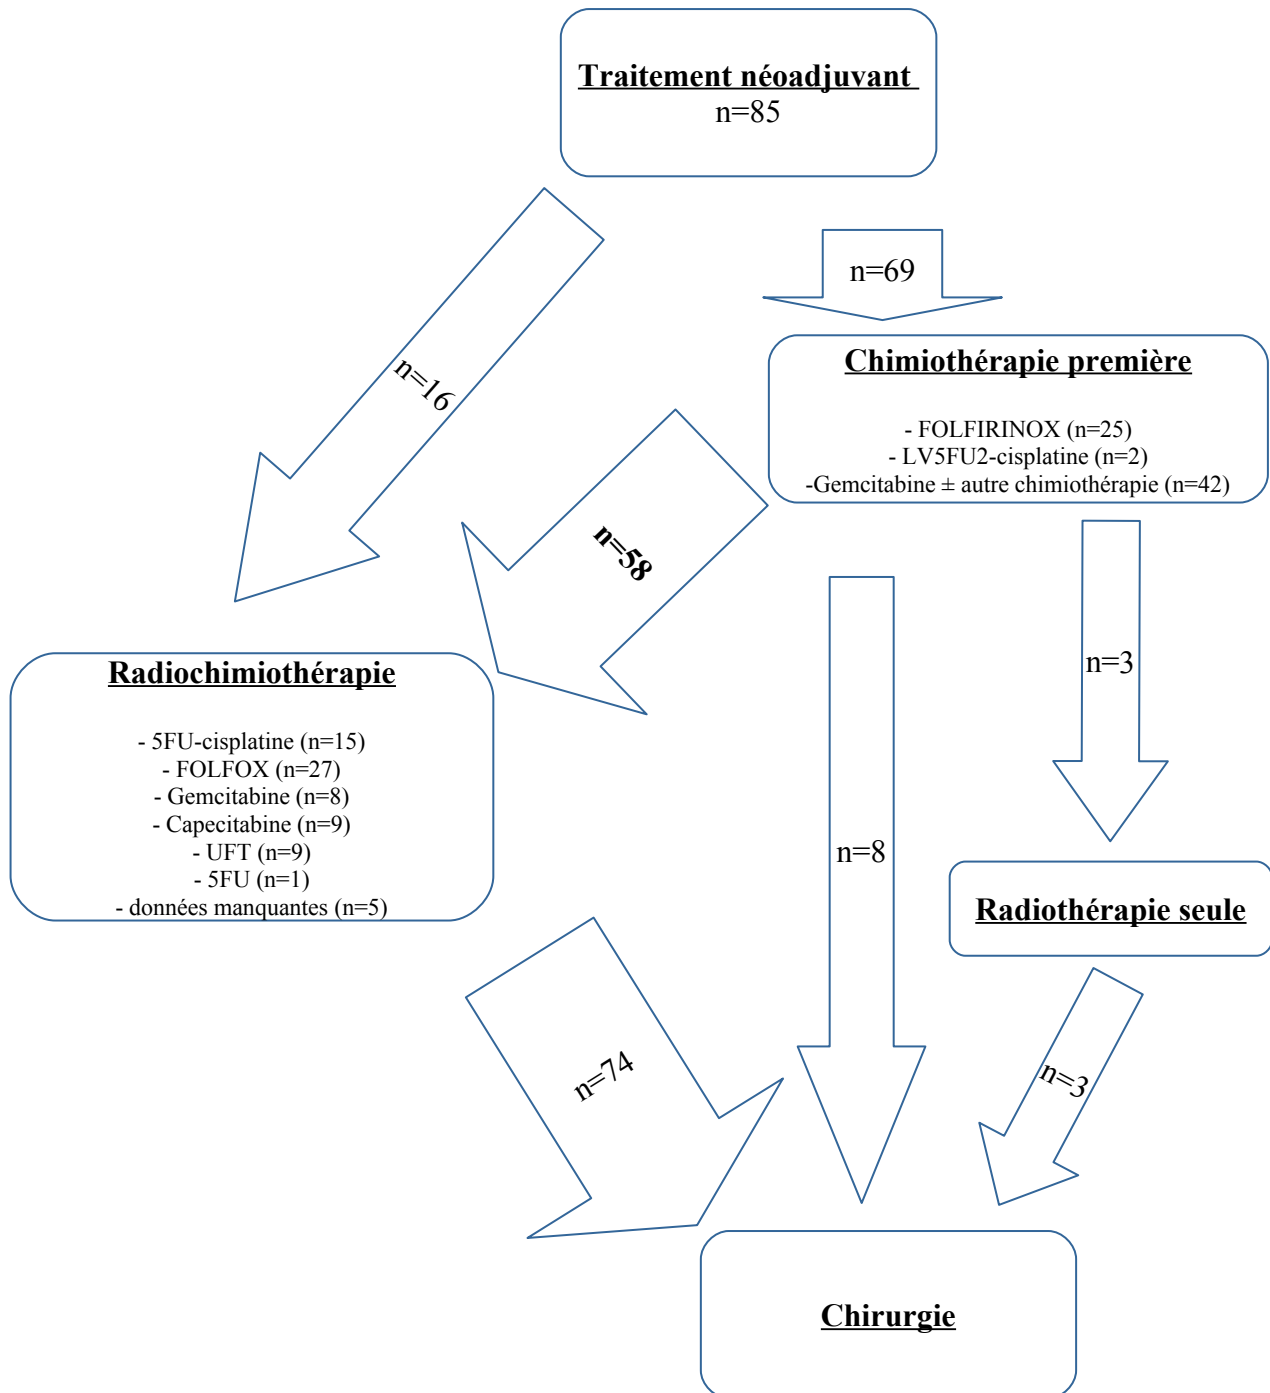 Traitement néoadjuvant
n=85
n=69
n=16
Chimiothérapie première
- FOLFIRINOX (n=25)
- LV5FU2-cisplatine (n=2)
-Gemcitabine ± autre chimiothérapie (n=42)
n=58
n=3
Radiochimiothérapie
- 5FU-cisplatine (n=15)
- FOLFOX (n=27)
- Gemcitabine (n=8)
- Capecitabine (n=9)
- UFT (n=9)
- 5FU (n=1)
- données manquantes (n=5)
n=8
Radiothérapie seule
n=74
n=3
Chirurgie